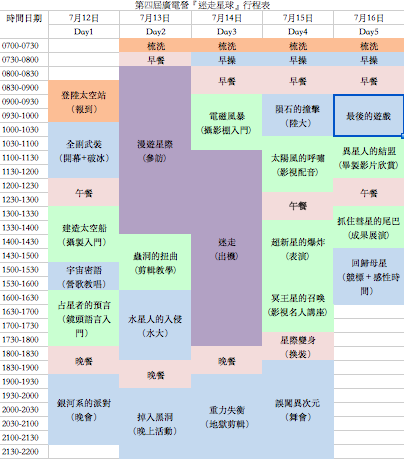 第四屆廣電營『迷走星球』行程表
時間日期 7月12日 7月13日 7月14日 7月15日 7月16日
Day1 Day2 Day3 Day4 Day5
0700-0730 梳洗 梳洗 梳洗 梳洗
0730-0800 早餐 早操 早操 早操
0800-0830
早餐 早餐 早餐
0830-0900
登陸太空站
（報到）
0900-0930
0930-1000
電磁風暴
（攝影棚入門）
隕石的撞擊
（陸大）
最後的遊戲
1000-1030
全副武裝
（開幕+破冰）
1030-1100
漫遊星際
（參訪）
異星人的結盟
（畢製影片欣賞）
1100-1130
太陽風的呼嘯
（影視配音）
1130-1200
1200-1230
午餐 午餐
1230-1300
午餐
1300-1330
建造太空船
（攝製入門）
抓住彗星的尾巴
（成果展演）
1330-1400
迷走
（出機）
超新星的爆炸
（表演）
1400-1430
蟲洞的扭曲
（剪輯教學）
1430-1500
回歸母星
（頒標+感性時間）
1500-1530
宇宙密語
（營歌教唱）
1530-1600
1600-1630
占星者的預言
（鏡頭語言入門）
冥王星的召喚
（影視名人講座）
1630-1700
水星人的入侵
（水大）
1700-1730
1730-1800
星際變身
（換裝）
1800-1830
晚餐 晚餐
1830-1900
晚餐
1900-1930
1930-2000
銀河系的派對
（晚會）
誤闖異次元
（舞會）
2000-2030
掉入黑洞
（晚上活動）
重力失衡
（地獄剪輯）
2030-2100
2100-2130
2130-2200